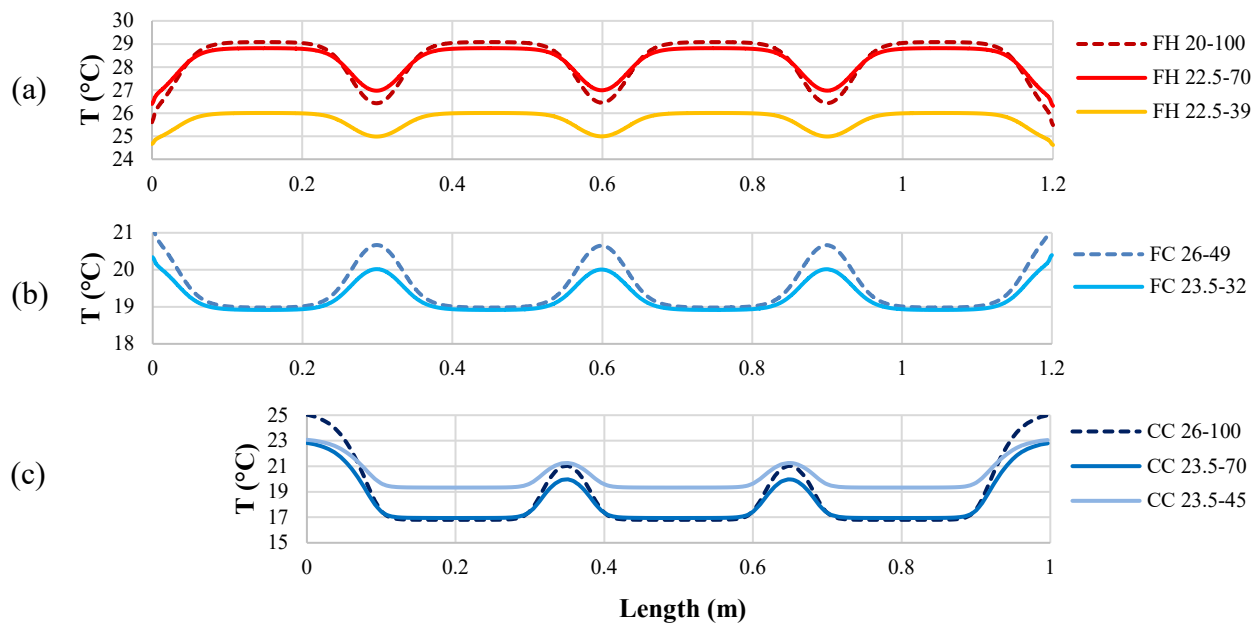 (a)
T (°C)
30
29
28
27
26
25
24
0 0.2 0.4 0.6 0.8 1 1.2
FH 20-100
FH 22.5-70
FH 22.5-39
(b)
T (°C)
21
20
19
18
0 0.2 0.4 0.6 0.8 1 1.2
FC 26-49
FC 23.5-32
(c)
T (°C)
25
23
21
19
17
15
0 0.2 0.4 0.6 0.8 1
CC 26-100
CC 23.5-70
CC 23.5-45
Length (m)